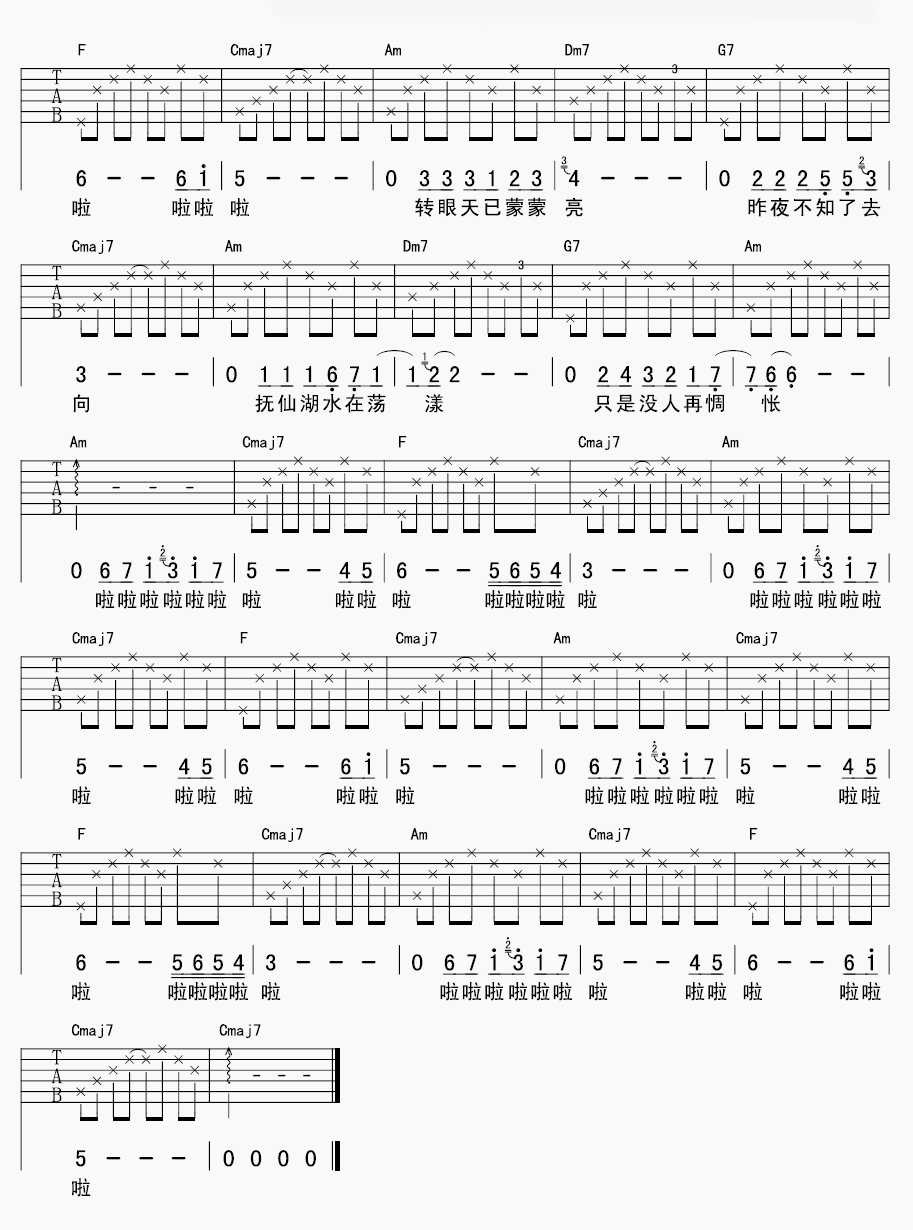 F Cmaj7 Am Dm7 G7
T A B 3
6 - - 6 1 5 - - - 0 3 3 3 1 2 3 3 4 - - - 0 2 2 2 5 5 2 3
啦 啦啦 啦 转眼天已蒙蒙 亮 昨夜不知了去
Cmaj7 Am Dm7 G7 Am
T A B 3
3 - - - 0 1 1 1 6 7 1 1 1 2 2 - - 0 2 4 3 2 1 7 7 6 6 - -
向 抚仙湖水在荡 漾 只是没人再惆 怅
Am Cmaj7 F Cmaj7 Am
T A B - - -
0 6 7 1 2 3 1 7 5 - - 4 5 6 - - 5 6 5 4 3 - - - 0 6 7 1 2 3 1 7
啦啦啦啦啦啦 啦 啦啦 啦 啦啦啦啦 啦 啦啦啦啦啦啦
Cmaj7 F Cmaj7 Am Cmaj7
T A B
5 - - 4 5 6 - - 6 1 5 - - - 0 6 7 1 2 3 1 7 5 - - 4 5
啦 啦啦 啦 啦啦 啦 啦啦啦啦啦啦 啦 啦啦
F Cmaj7 Am Cmaj7 F
T A B
6 - - 5 6 5 4 3 - - - 0 6 7 1 2 3 1 7 5 - - 4 5 6 - - 6 1
啦 啦啦啦啦 啦 啦啦啦啦啦啦 啦 啦啦 啦 啦啦
Cmaj7 Cmaj7
T A B - - -
5 - - - 0 0 0 0
啦